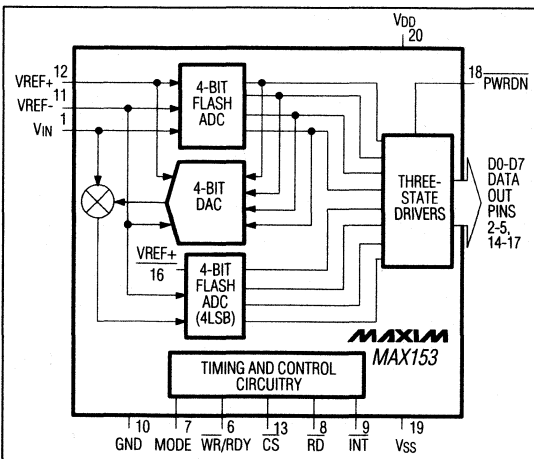 VDD
20
VREF+ 12
VREF- 11
VIN 1
4-BIT
FLASH
ADC
18 PWRDN
4-BIT
DAC
THREE-
STATE
DRIVERS
D0-D7
DATA
OUT
PINS
2-5,
14-17
VREF+
16
4-BIT
FLASH
ADC
(4LSB)
MAXIM
MAX153
TIMING AND CONTROL
CIRCUITRY
10 7 6 13 8 9 19
GND MODE WR/RDY CS RD INT VSS